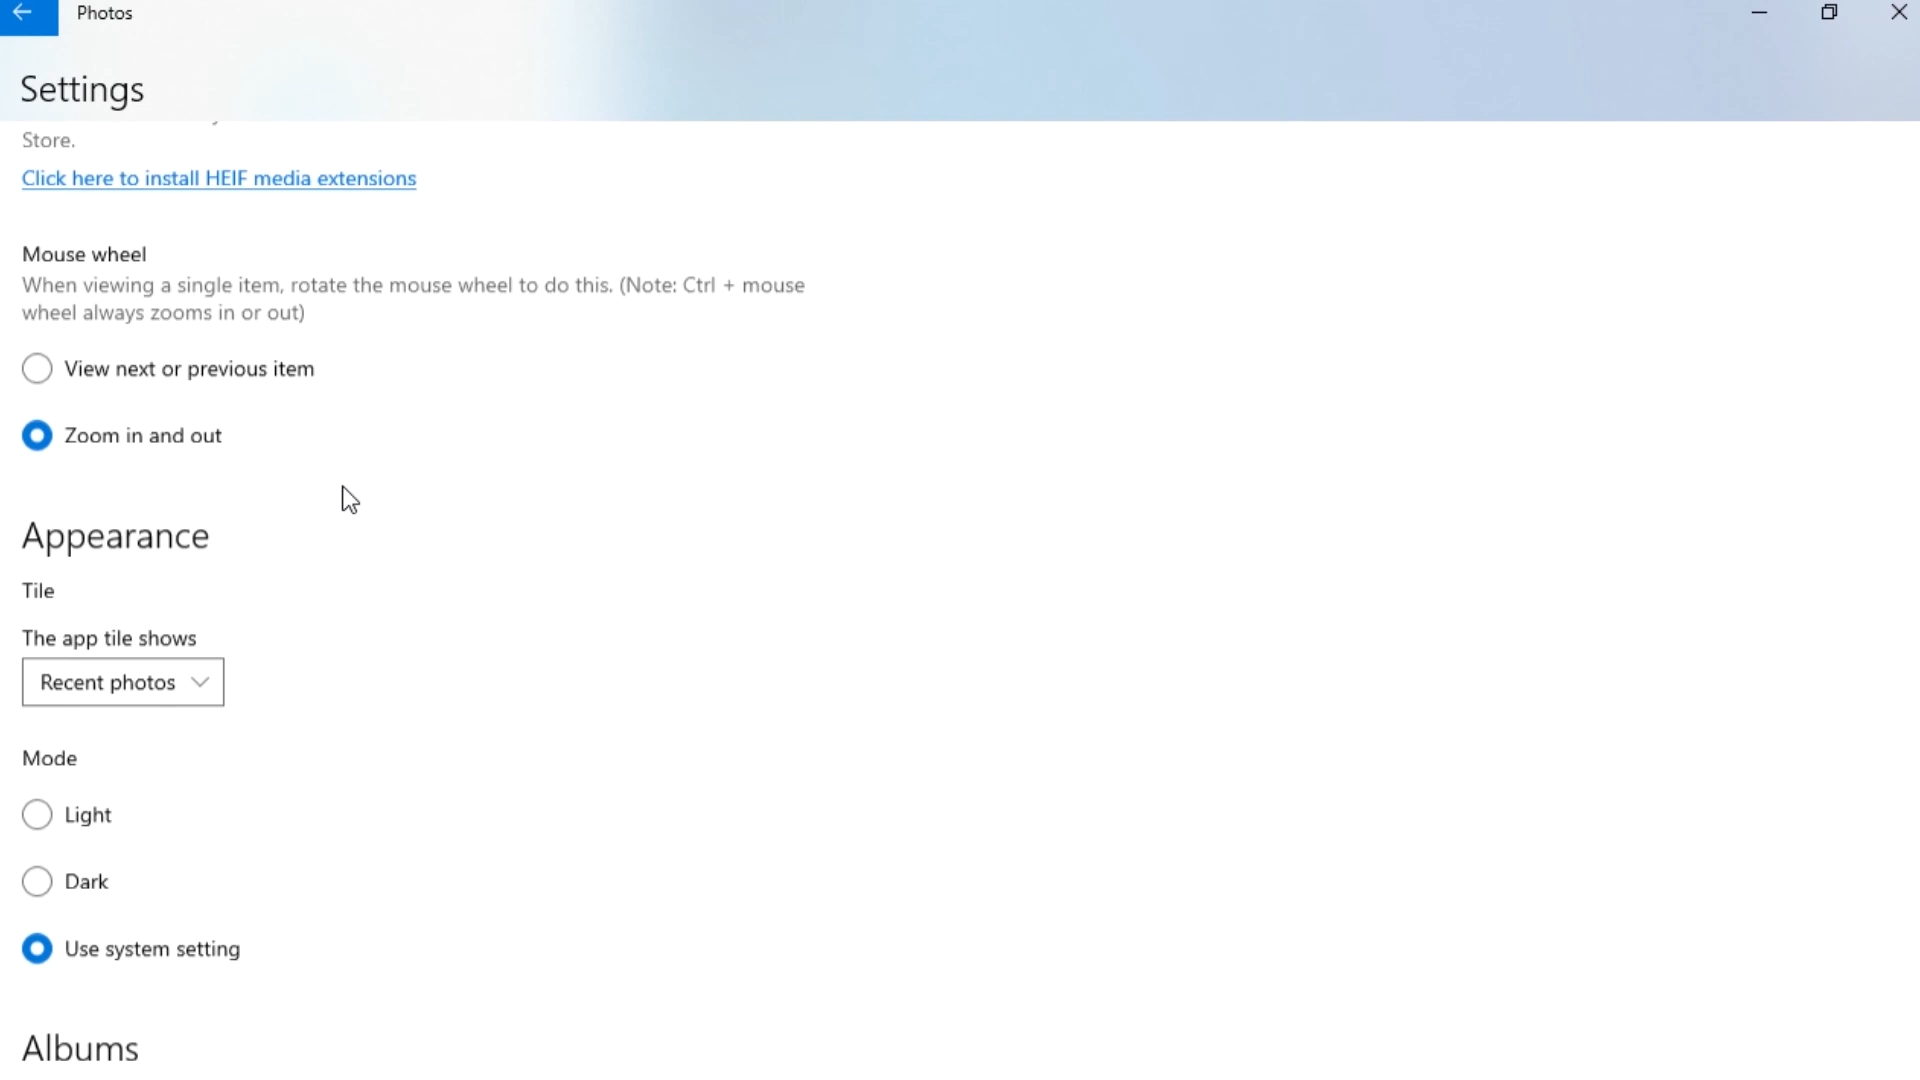 Photos
Settings
Store.
Click here to install HEIF media extensions
Mouse wheel
When viewing a single item, rotate the mouse wheel to do this. (Note: Ctrl + mouse
wheel always zooms in or out)
View next or previous item
Zoom in and out
Appearance
Tile
The app tile shows
Recent photos
Mode
Light
Dark
Use system setting
Albums